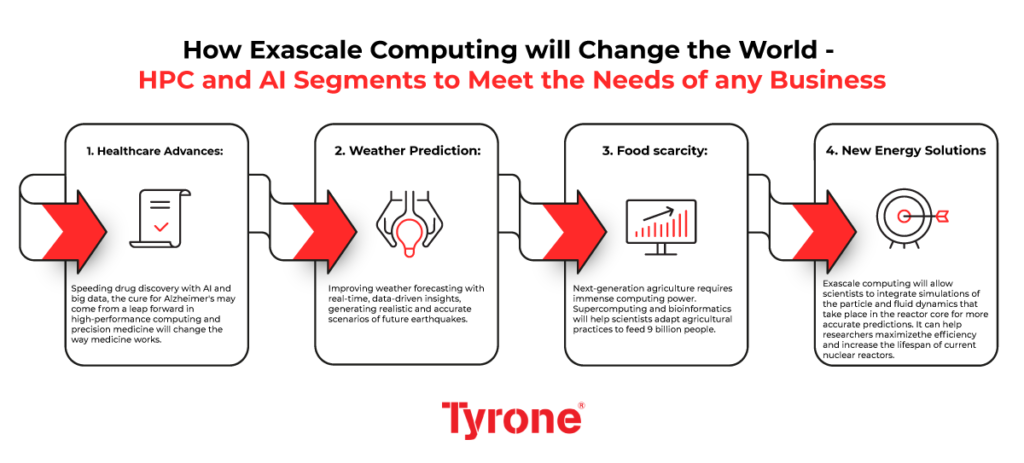 How Exascale Computing will Change the World -
HPC and AI Segments to Meet the Needs of any Business
1. Healthcare Advances:
Speeding drug discovery with AI and
big data, the cure for Alzheimer's may
come from a leap forward in
high-performance computing and
precision medicine will change the
way medicine works.
2. Weather Prediction:
Improving weather forecasting with
real-time, data-driven insights,
generating realistic and accurate
scenarios of future earthquakes.
3. Food scarcity:
Next-generation agriculture requires
immense computing power.
Supercomputing and bioinformatics
will help scientists adapt agricultural
practices to feed 9 billion people.
4. New Energy Solutions
Exascale computing will allow
scientists to integrate simulations of
the particle and fluid dynamics that
take place in the reactor core for more
accurate predictions. It can help
researchers maximizethe efficiency
and increase the lifespan of current
nuclear reactors.
Tyrone®